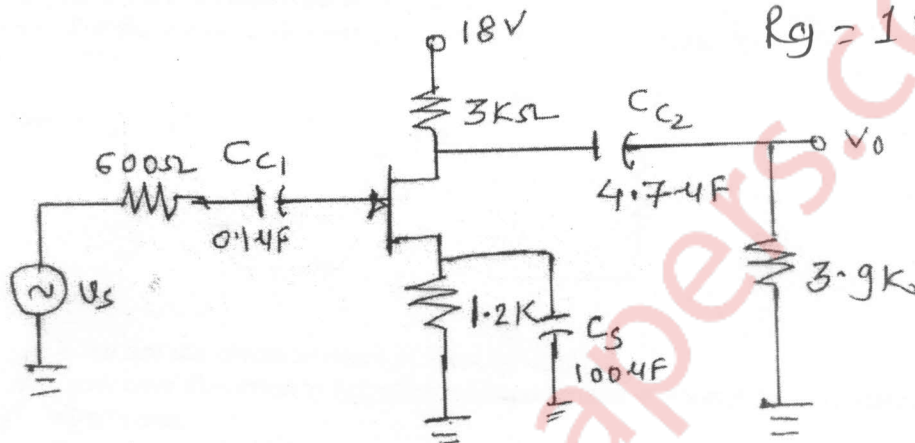 18V
Rg = 1
3KΩ
CC2
600Ω
CC1
V0
4.7μF
0.1μF
Vs
1.2K
3.9K
CS
100μF
apers.c